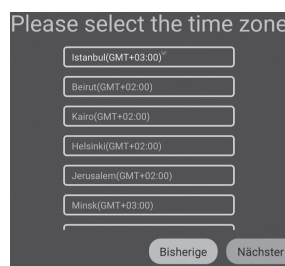 Please select the time zone
Istanbul(GMT+03:00)
Beirut(GMT+02:00)
Kairo(GMT+02:00)
Helsinki(GMT+02:00)
Jerusalem(GMT+02:00)
Minsk(GMT+03:00)
Bisherige
Nächster